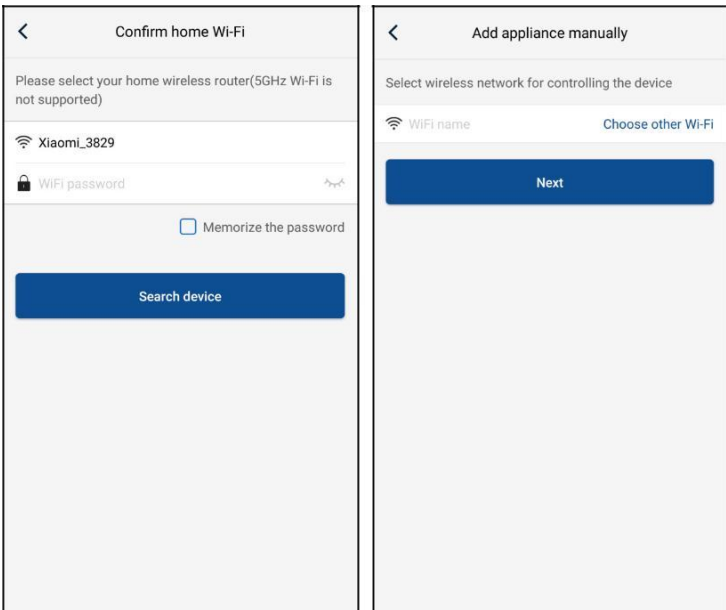 Confirm home Wi-Fi
Please select your home wireless router(5GHz Wi-Fi is
not supported)
Xiaomi_3829
WiFi password
Memorize the password
Search device
Add appliance manually
Select wireless network for controlling the device
WiFi name Choose other Wi-Fi
Next